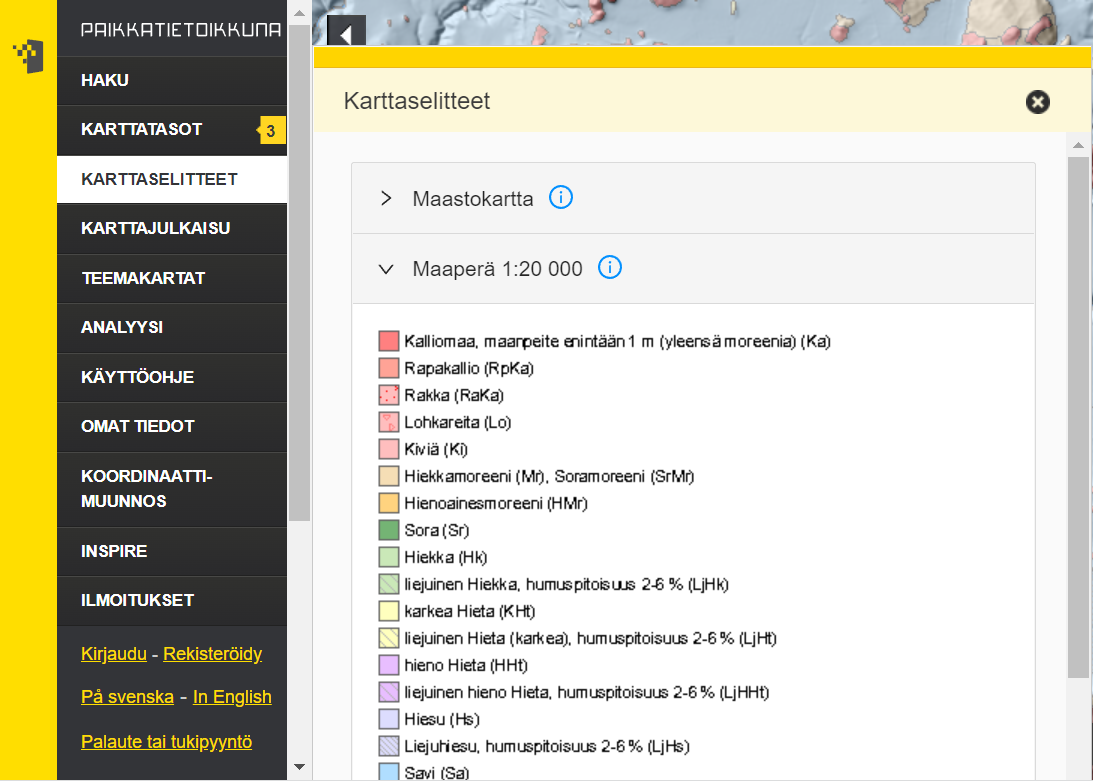 PAIKKATIETOIKKUNA
HAKU
KARTTATASOT
3
KARTTASELITTEET
KARTTAJULKAISU
TEEMAKARTAT
ANALYYSI
KÄYTTÖOHJE
OMAT TIEDOT
KOORDINAATTI-
MUUNNOS
INSPIRE
ILMOITUKSET
Kirjaudu - Rekisteröidy
På svenska - In English
Palaute tai tukipyyntö
Karttaselitteet
Maastokartta
Maaperä 1:20 000
Kalliomaa, maanpeite enintään 1 m (yleensä moreenia) (Ka)
Rapakallio (RpKa)
Rakka (RaKa)
Lohkareita (Lo)
Kiviä (Ki)
Hiekkamoreeni (Mr), Soramoreeni (SrMr)
Hienoainesmoreeni (HMr)
Sora (Sr)
Hiekka (Hk)
liejuinen Hiekka, humuspitoisuus 2-6 % (LjHk)
karkea Hieta (KHt)
liejuinen Hieta (karkea), humuspitoisuus 2-6 % (LjHt)
hieno Hieta (HHt)
liejuinen hieno Hieta, humuspitoisuus 2-6 % (LjHHt)
Hiesu (Hs)
Liejuhiesu, humuspitoisuus 2-6 % (LjHs)
Savi (Sa)